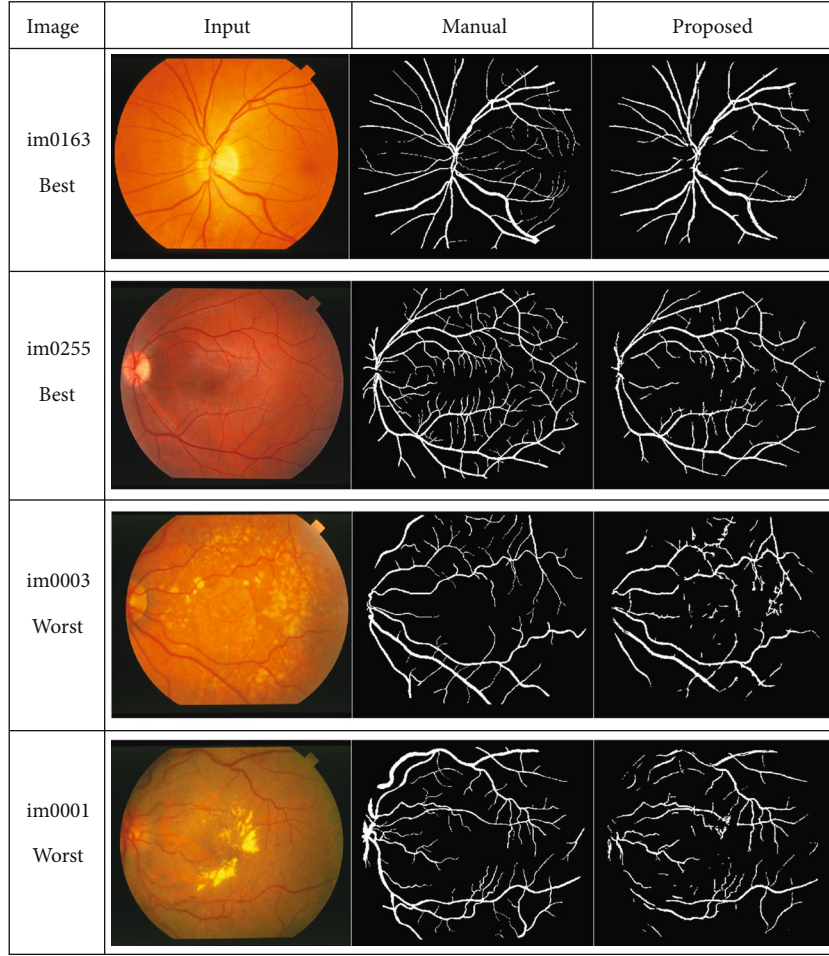 Image Input Manual Proposed
im0163
Best
im0255
Best
im0003
Worst
im0001
Worst